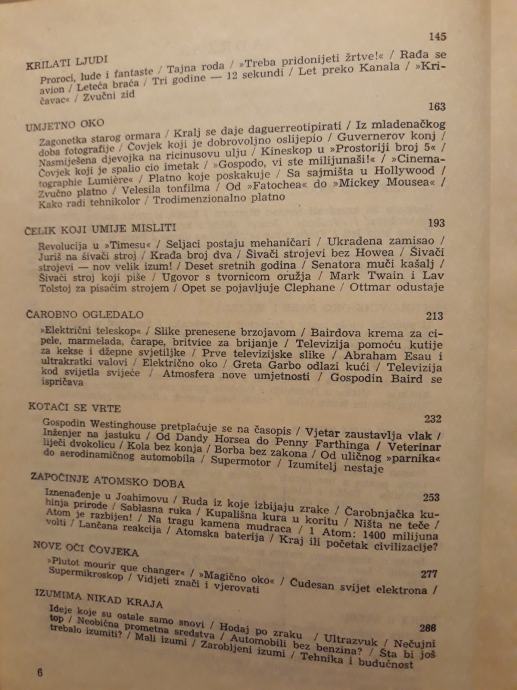 KRILATI LJUDI 145
Proroci, lude i fantaste / Tajna roda / »Treba pridonijeti žrtve!« / Rađa se
avion / Leteća braća / Tri godine — 12 sekundi / Let preko Kanala / »Kri-
čavac« / Zvučni zid
UMJETNO OKO 163
Zagonetka starog ormara / Kralj se daje daguerreotipirati / Iz mladenačkog
doba fotografije / Čovjek koji je dobrovoljno oslijepio / Guvernerov konj /
Nasmiješena djevojka na ricinusovu ulju / Kineskop u »Prostoriji broj 5« /
Čovjek koji je spalio cio imetak / »Gospodo, vi ste milijunaši!« / »Cinema-
tographie Lumière« / Platno koje poskakuje / Sa sajmišta u Hollywood /
Zvučno platno / Velesila tonfilma / Od »Fatochea« do »Mickey Mousea« /
Kako radi tehnikolor / Trodimenzionalno platno
ČELIK KOJI UMIJE MISLITI 193
Revolucija u »Timesu« / Seljaci postaju mehaničari / Ukradena zamisao /
Juriš na šivaći stroj / Krađa broj dva / Šivaći strojevi bez Howea / Šivaći
strojevi — nov velik izum! / Deset sretnih godina / Senatora muči kašalj /
Šivaći stroj koji piše / Ugovor s tvornicom oružja / Mark Twain i Lav
Tolstoj za pisaćim strojem / Opet se pojavljuje Clephane / Ottmar odustaje
ČAROBNO OGLEDALO 213
»Električni teleskop« / Slike prenesene brzojavom / Bairdova krema za ci-
pele, marmelada, čarape, britvice za brijanje / Televizija pomoću kutije
za kekse i džepne svjetiljke / Prve televizijske slike / Abraham Esau i
ultrakratki valovi / Električno oko / Greta Garbo odlazi kući / Televizija
kod svijetla svijeće / Atmosfera nove umjetnosti / Gospodin Baird se
ispričava
KOTAČI SE VRTE 232
Gospodin Westinghouse pretplaćuje se na časopis / Vjetar zaustavlja vlak /
Inženjer na jastuku / Od Dandy Horsea do Penny Farthinga / Veterinar
liječi dvokolicu / Kola bez konja / Borba bez zakona / Od uličnog »parnika«
do aerodinamičnog automobila / Supermotor / Izumitelj nestaje
ZAPOČINJE ATOMSKO DOBA 253
Iznenađenje u Joahimovu / Ruda iz koje izbijaju zrake / Čarobnjačka ku-
hinja prirode / Sablasna ruka / Kupališna kura u koritu / Ništa ne teče /
Atom je razbijen! / Na tragu kamena mudraca / 1 Atom: 1400 milijuna
volti / Lančana reakcija / Atomska baterija / Kraj ili početak civilizacije?
NOVE OČI ČOVJEKA 277
»Plutot mourir que changer« / »Magično oko« / Čudesan svijet elektrona /
Supermikroskop / Vidjeti znači i vjerovati
IZUMIMA NIKAD KRAJA 286
Ideje koje su ostale samo snovi / Hodaj po zraku / Ultrazvuk / Nečujni
top / Neobična prometna sredstva / Automobili bez benzina? / Šta bi još
trebalo izumiti? / Mali izumi / Zarobljeni izumi / Tehnika i budućnost
6